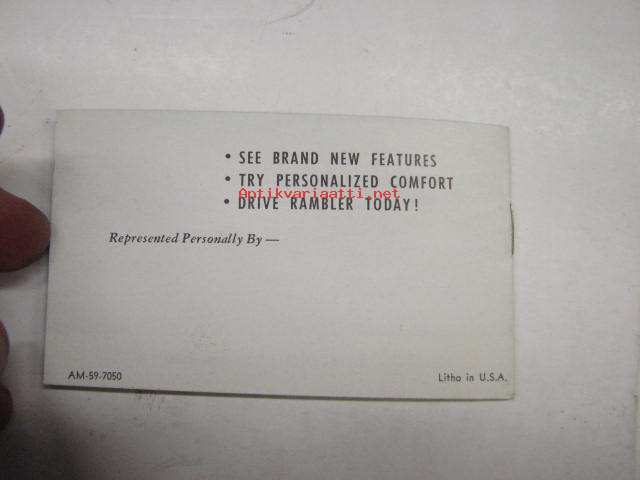 • SEE BRAND NEW FEATURES
• TRY PERSONALIZED COMFORT
Antikvariaatti.net
• DRIVE RAMBLER TODAY!
Represented Personally By —
AM-59-7050
Litho in U.S.A.